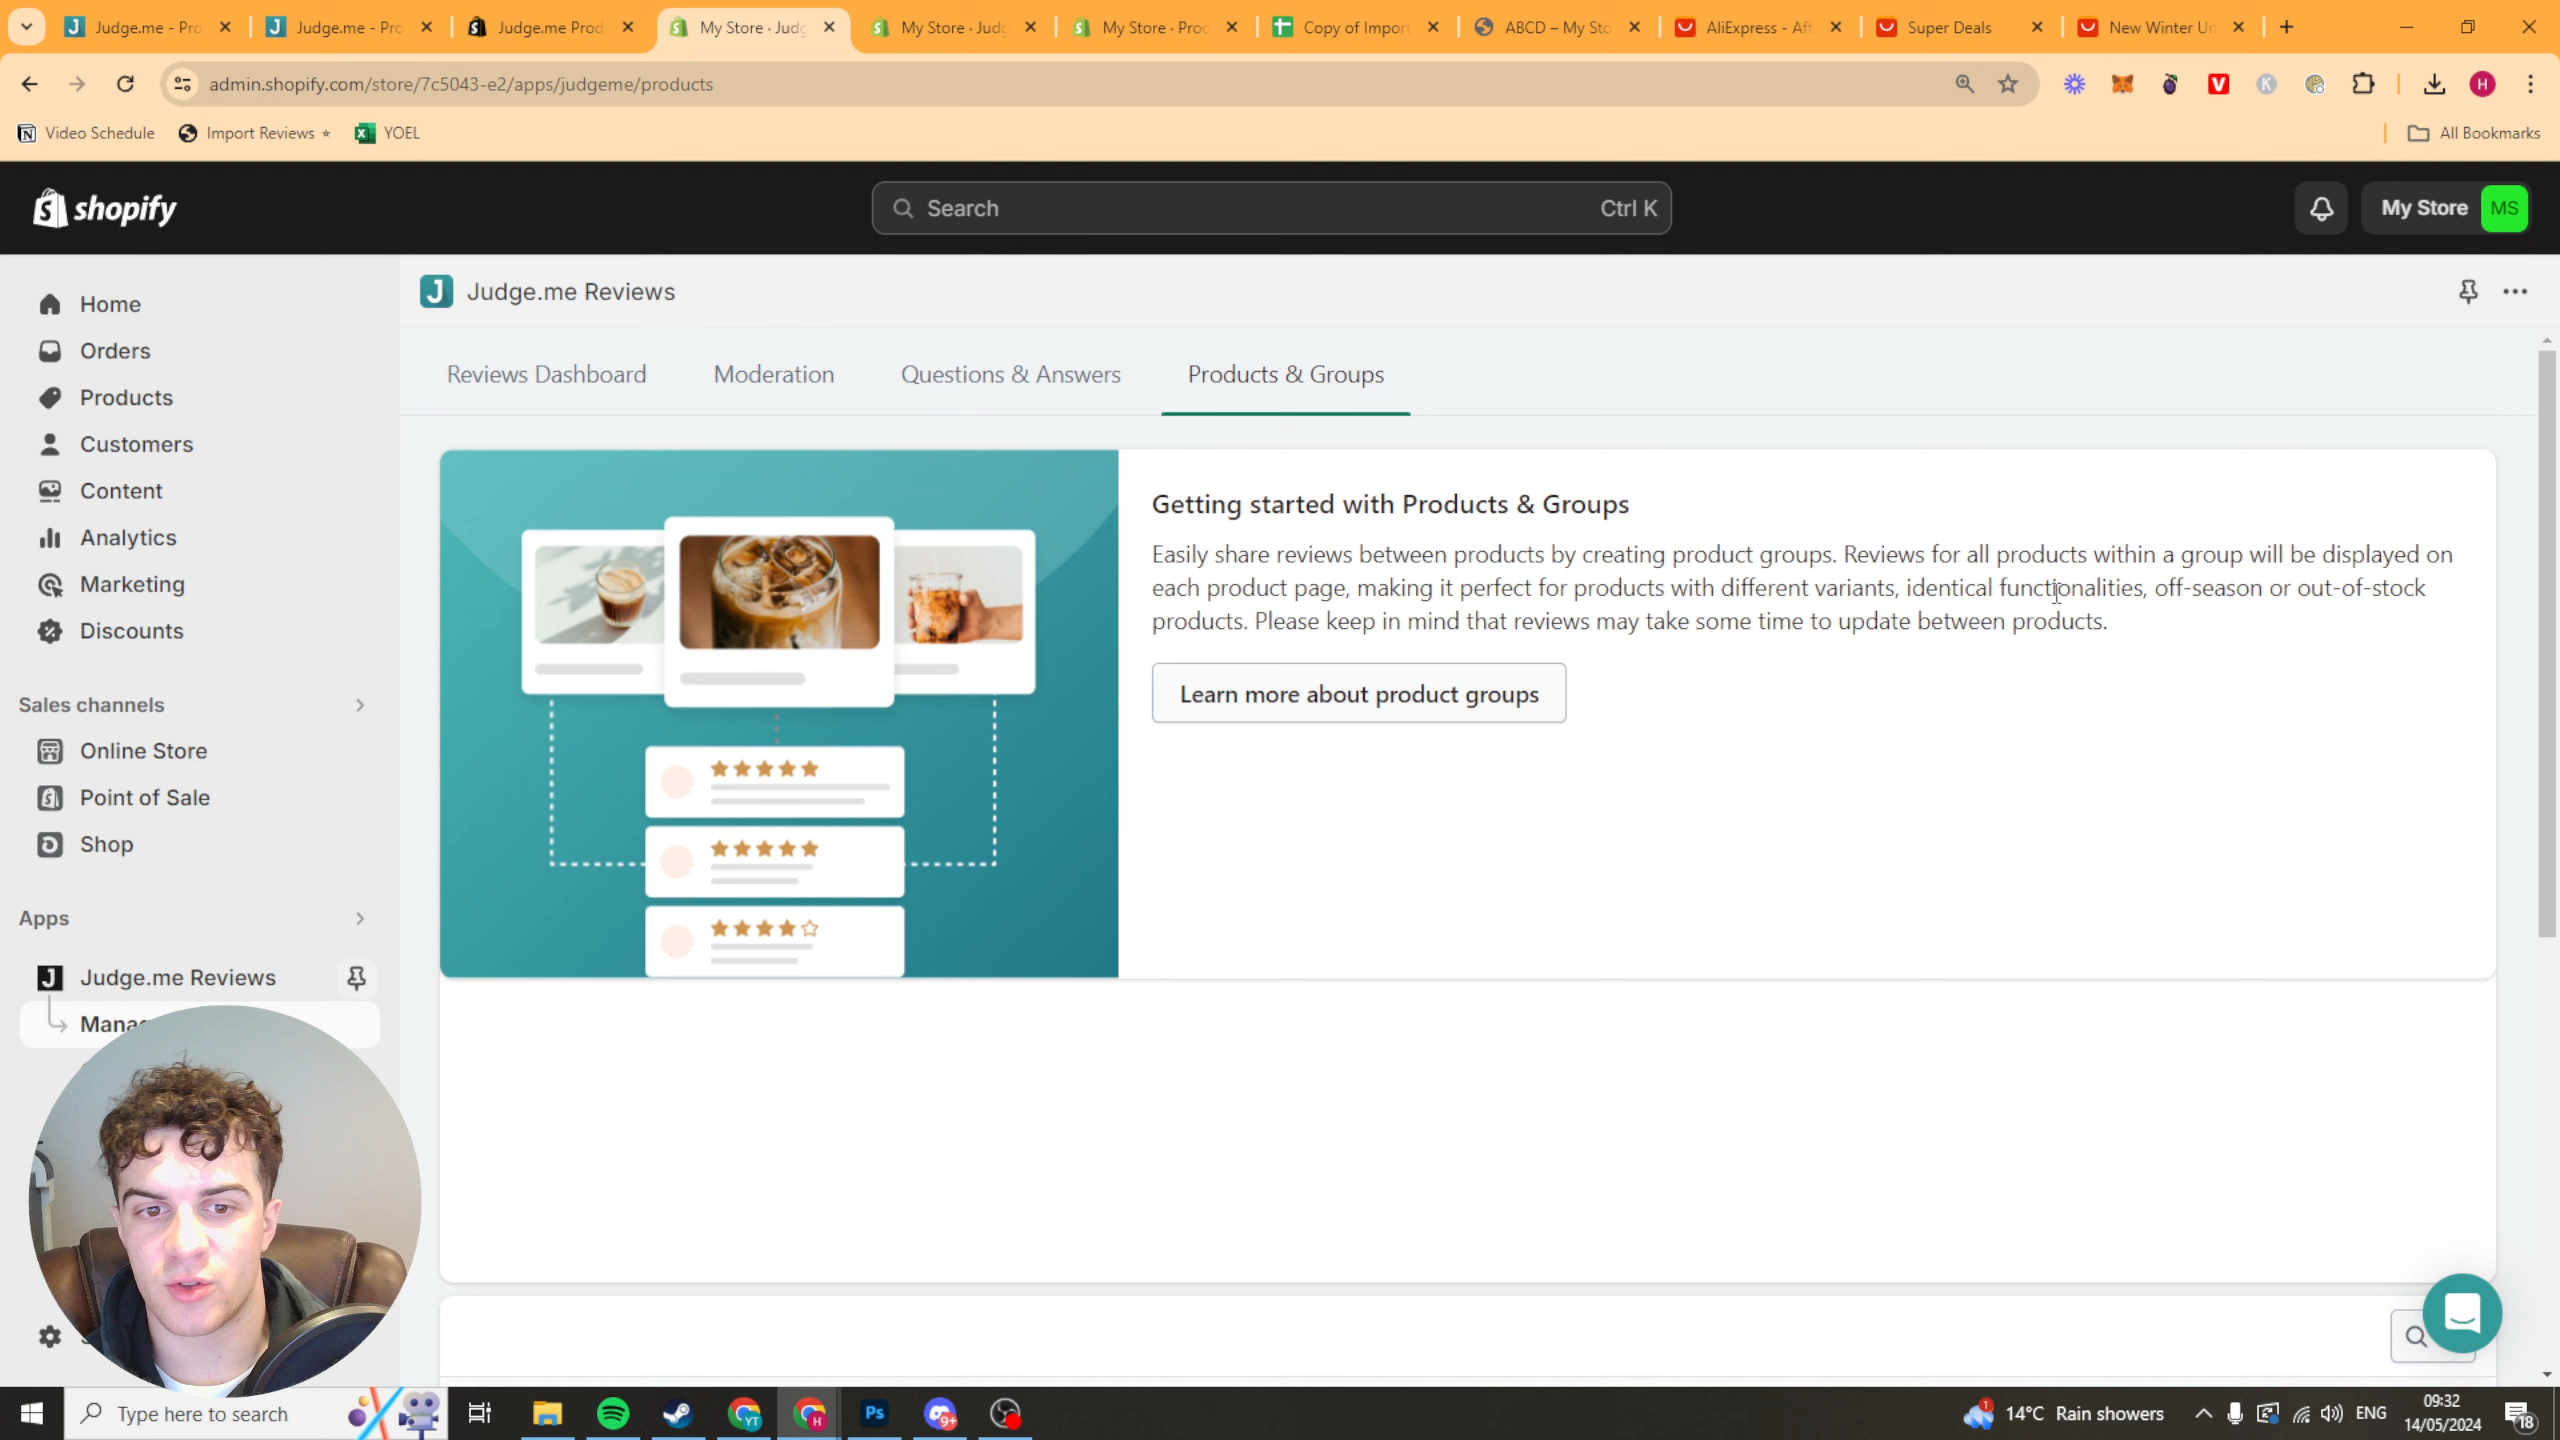 Judge.me - Pro
Judge.me - Pro
Judge.me Prod
My Store · Judg
My Store · Judg
My Store · Prod
Copy of Import
ABCD – My Sto
AliExpress - Aff
Super Deals
New Winter Un
admin.shopify.com/store/7c5043-e2/apps/judgeme/products
H
Video Schedule
Import Reviews ⭑
YOEL
All Bookmarks
shopify
Search
Ctrl K
My Store
MS
Home
Orders
Products
Customers
Content
Analytics
Marketing
Discounts
Sales channels
Online Store
Point of Sale
Shop
Apps
Judge.me Reviews
Judge.me Reviews
Reviews Dashboard
Moderation
Questions & Answers
Products & Groups
Getting started with Products & Groups
Easily share reviews between products by creating product groups. Reviews for all products within a group will be displayed on
each product page, making it perfect for products with different variants, identical functionalities, off-season or out-of-stock
products. Please keep in mind that reviews may take some time to update between products.
Learn more about product groups
Type here to search
YT
H
Ps
9+
1
14°C Rain showers
ENG
09:32
14/05/2024
18